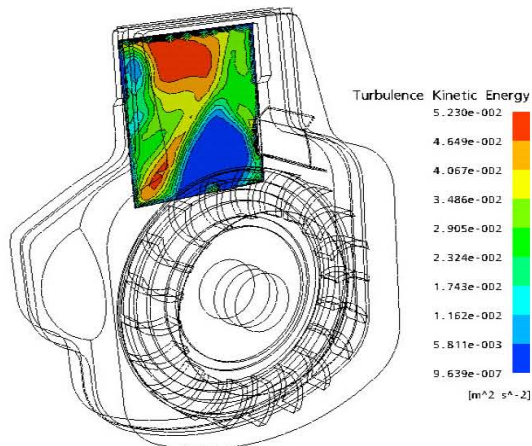 Turbulence Kinetic Energy
5.230e-002
4.649e-002
4.067e-002
3.486e-002
2.905e-002
2.324e-002
1.743e-002
1.162e-002
5.811e-003
9.639e-007
[m^2 s^-2]